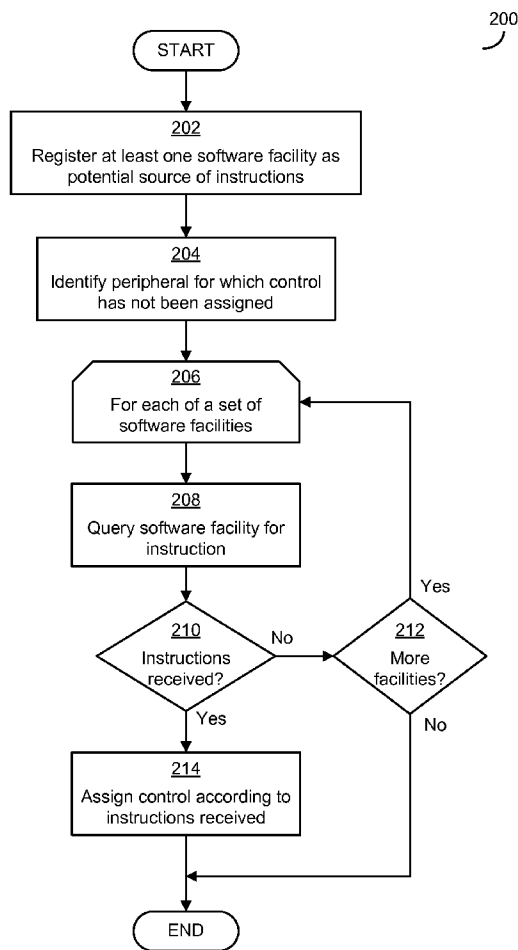 200
START
202
Register at least one software facility as
potential source of instructions
204
Identify peripheral for which control
has not been assigned
206
For each of a set of
software facilities
208
Query software facility for
instruction
210
Instructions
received?
No
Yes
212
More
facilities?
Yes
No
214
Assign control according to
instructions received
END